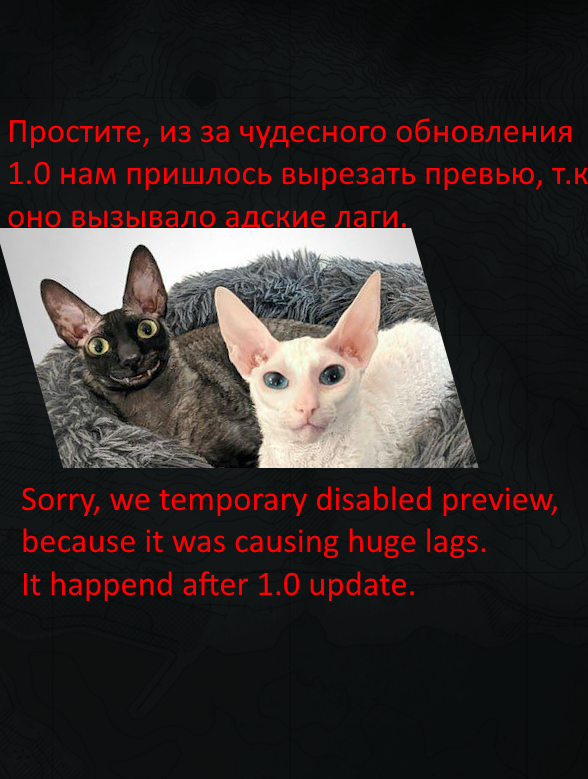 Простите, из за чудесного обновления
1.0 нам пришлось вырезать превью, т.к
оно вызывало адские лаги.
Sorry, we temporary disabled preview,
because it was causing huge lags.
It happend after 1.0 update.